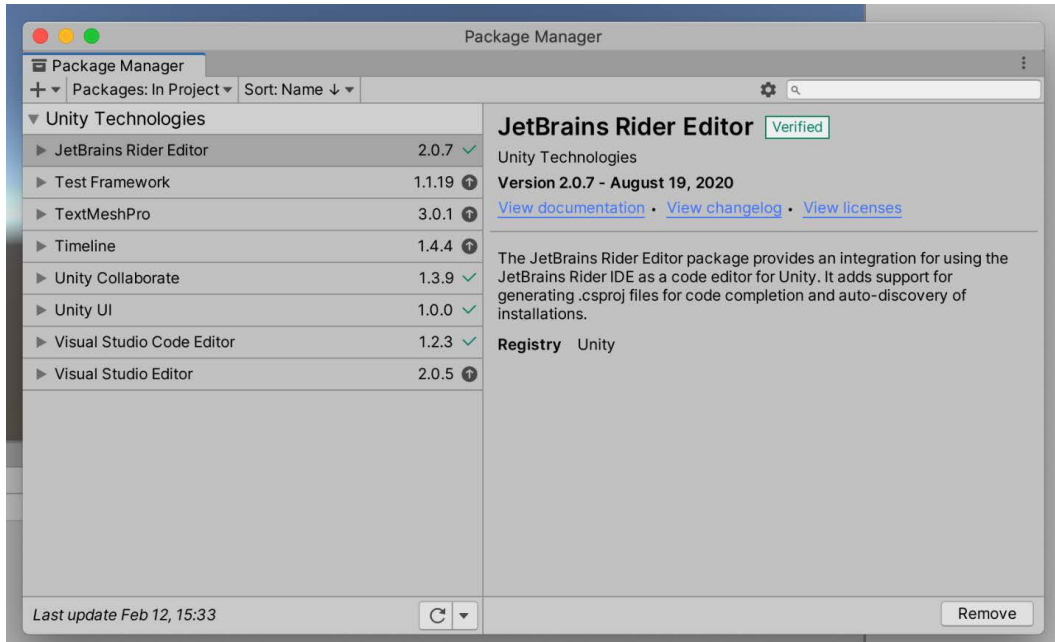 Package Manager
Package Manager
Packages: In Project Sort: Name ↓
Unity Technologies
JetBrains Rider Editor 2.0.7
Test Framework 1.1.19
TextMeshPro 3.0.1
Timeline 1.4.4
Unity Collaborate 1.3.9
Unity UI 1.0.0
Visual Studio Code Editor 1.2.3
Visual Studio Editor 2.0.5
Last update Feb 12, 15:33
JetBrains Rider Editor Verified
Unity Technologies
Version 2.0.7 - August 19, 2020
View documentation • View changelog • View licenses
The JetBrains Rider Editor package provides an integration for using the
JetBrains Rider IDE as a code editor for Unity. It adds support for
generating .csproj files for code completion and auto-discovery of
installations.
Registry Unity
Remove